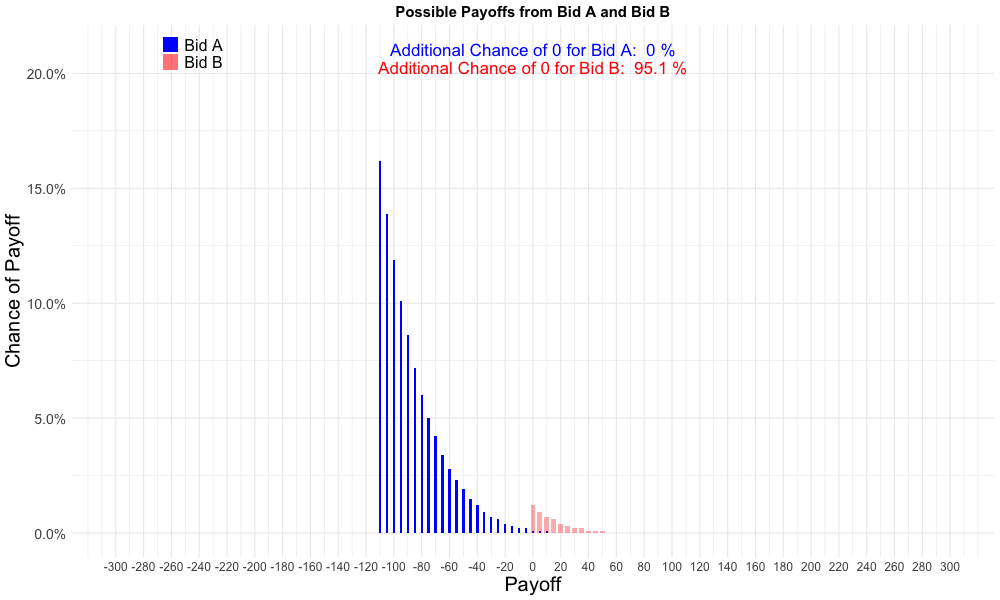 Possible Payoffs from Bid A and Bid B
Bid A
Bid B
Additional Chance of 0 for Bid A:  0 %
Additional Chance of 0 for Bid B:  95.1 %
Chance of Payoff
20.0%
15.0%
10.0%
5.0%
0.0%
-300 -280 -260 -240 -220 -200 -180 -160 -140 -120 -100 -80 -60 -40 -20 0 20 40 60 80 100 120 140 160 180 200 220 240 260 280 300
Payoff